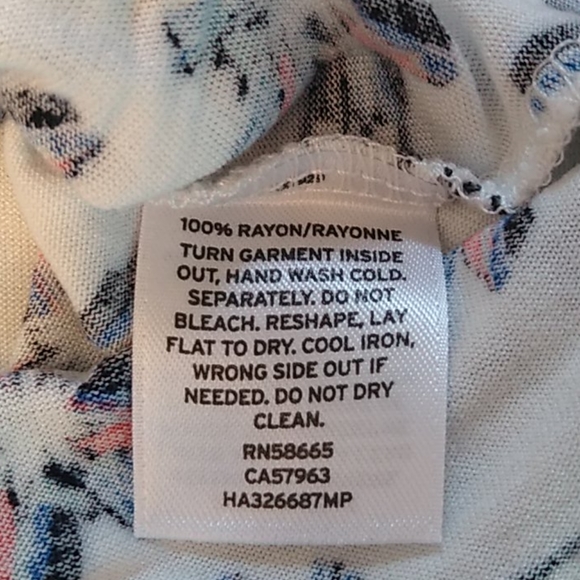 100% RAYON/RAYONNE
TURN GARMENT INSIDE
OUT, HAND WASH COLD.
SEPARATELY. DO NOT
BLEACH. RESHAPE, LAY
FLAT TO DRY. COOL IRON,
WRONG SIDE OUT IF
NEEDED. DO NOT DRY
CLEAN.
RN58665
CA57963
HA326687MP